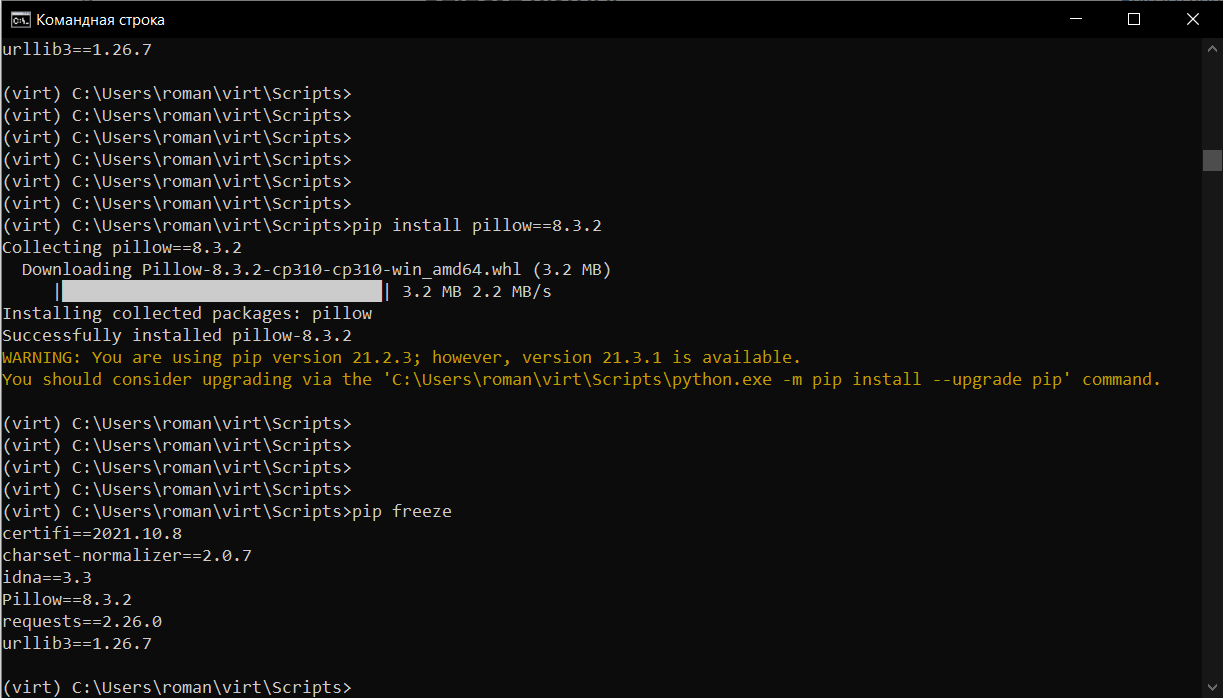 Командная строка
urllib3==1.26.7
(virt) C:\Users\roman\virt\Scripts>
(virt) C:\Users\roman\virt\Scripts>
(virt) C:\Users\roman\virt\Scripts>
(virt) C:\Users\roman\virt\Scripts>
(virt) C:\Users\roman\virt\Scripts>
(virt) C:\Users\roman\virt\Scripts>
(virt) C:\Users\roman\virt\Scripts>pip install pillow==8.3.2
Collecting pillow==8.3.2
  Downloading Pillow-8.3.2-cp310-cp310-win_amd64.whl (3.2 MB)
     |████████████████████████████████| 3.2 MB 2.2 MB/s
Installing collected packages: pillow
Successfully installed pillow-8.3.2
WARNING: You are using pip version 21.2.3; however, version 21.3.1 is available.
You should consider upgrading via the 'C:\Users\roman\virt\Scripts\python.exe -m pip install --upgrade pip' command.
(virt) C:\Users\roman\virt\Scripts>
(virt) C:\Users\roman\virt\Scripts>
(virt) C:\Users\roman\virt\Scripts>
(virt) C:\Users\roman\virt\Scripts>
(virt) C:\Users\roman\virt\Scripts>pip freeze
certifi==2021.10.8
charset-normalizer==2.0.7
idna==3.3
Pillow==8.3.2
requests==2.26.0
urllib3==1.26.7
(virt) C:\Users\roman\virt\Scripts>